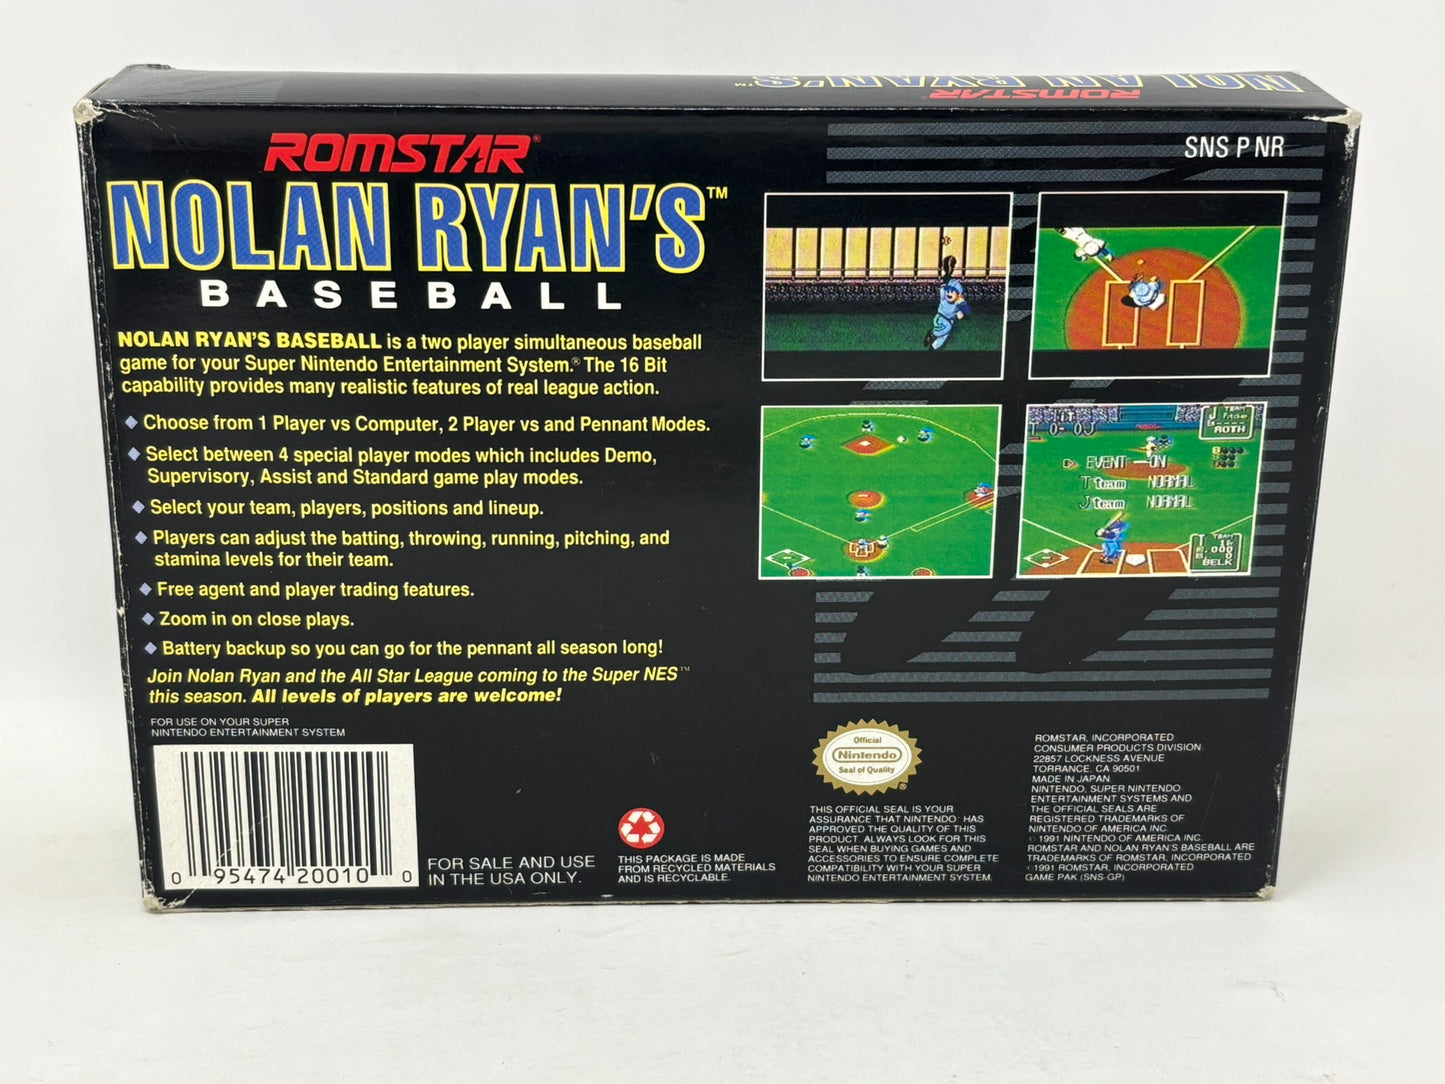 NOLAN RYAN'S™
ROMSTAR
ROMSTAR®
SNS P NR
NOLAN RYAN'S™
BASEBALL
NOLAN RYAN'S BASEBALL is a two player simultaneous baseball
game for your Super Nintendo Entertainment System.® The 16 Bit
capability provides many realistic features of real league action.
◆ Choose from 1 Player vs Computer, 2 Player vs and Pennant Modes.
◆ Select between 4 special player modes which includes Demo,
Supervisory, Assist and Standard game play modes.
◆ Select your team, players, positions and lineup.
◆ Players can adjust the batting, throwing, running, pitching, and
stamina levels for their team.
◆ Free agent and player trading features.
◆ Zoom in on close plays.
◆ Battery backup so you can go for the pennant all season long!
Join Nolan Ryan and the All Star League coming to the Super NES™
this season. All levels of players are welcome!
J TEAM
Pitcher
ROTH
EVENT —ON
T team NORMAL
J team NORMAL
T TEAM
16
.000
0
BELK
FOR USE ON YOUR SUPER
NINTENDO ENTERTAINMENT SYSTEM
0 95474 20010 0
FOR SALE AND USE
IN THE USA ONLY.
THIS PACKAGE IS MADE
FROM RECYCLED MATERIALS
AND IS RECYCLABLE.
Official
Nintendo
Seal of Quality
THIS OFFICIAL SEAL IS YOUR
ASSURANCE THAT NINTENDO® HAS
APPROVED THE QUALITY OF THIS
PRODUCT. ALWAYS LOOK FOR THIS
SEAL WHEN BUYING GAMES AND
ACCESSORIES TO ENSURE COMPLETE
COMPATIBILITY WITH YOUR SUPER
NINTENDO ENTERTAINMENT SYSTEM.
ROMSTAR, INCORPORATED
CONSUMER PRODUCTS DIVISION
22857 LOCKNESS AVENUE
TORRANCE, CA 90501
MADE IN JAPAN
NINTENDO, SUPER NINTENDO
ENTERTAINMENT SYSTEMS AND
THE OFFICIAL SEALS ARE
REGISTERED TRADEMARKS OF
NINTENDO OF AMERICA INC.
© 1991 NINTENDO OF AMERICA INC.
ROMSTAR AND NOLAN RYAN'S BASEBALL ARE
TRADEMARKS OF ROMSTAR, INCORPORATED
©1991 ROMSTAR, INCORPORATED
GAME PAK (SNS-GP)